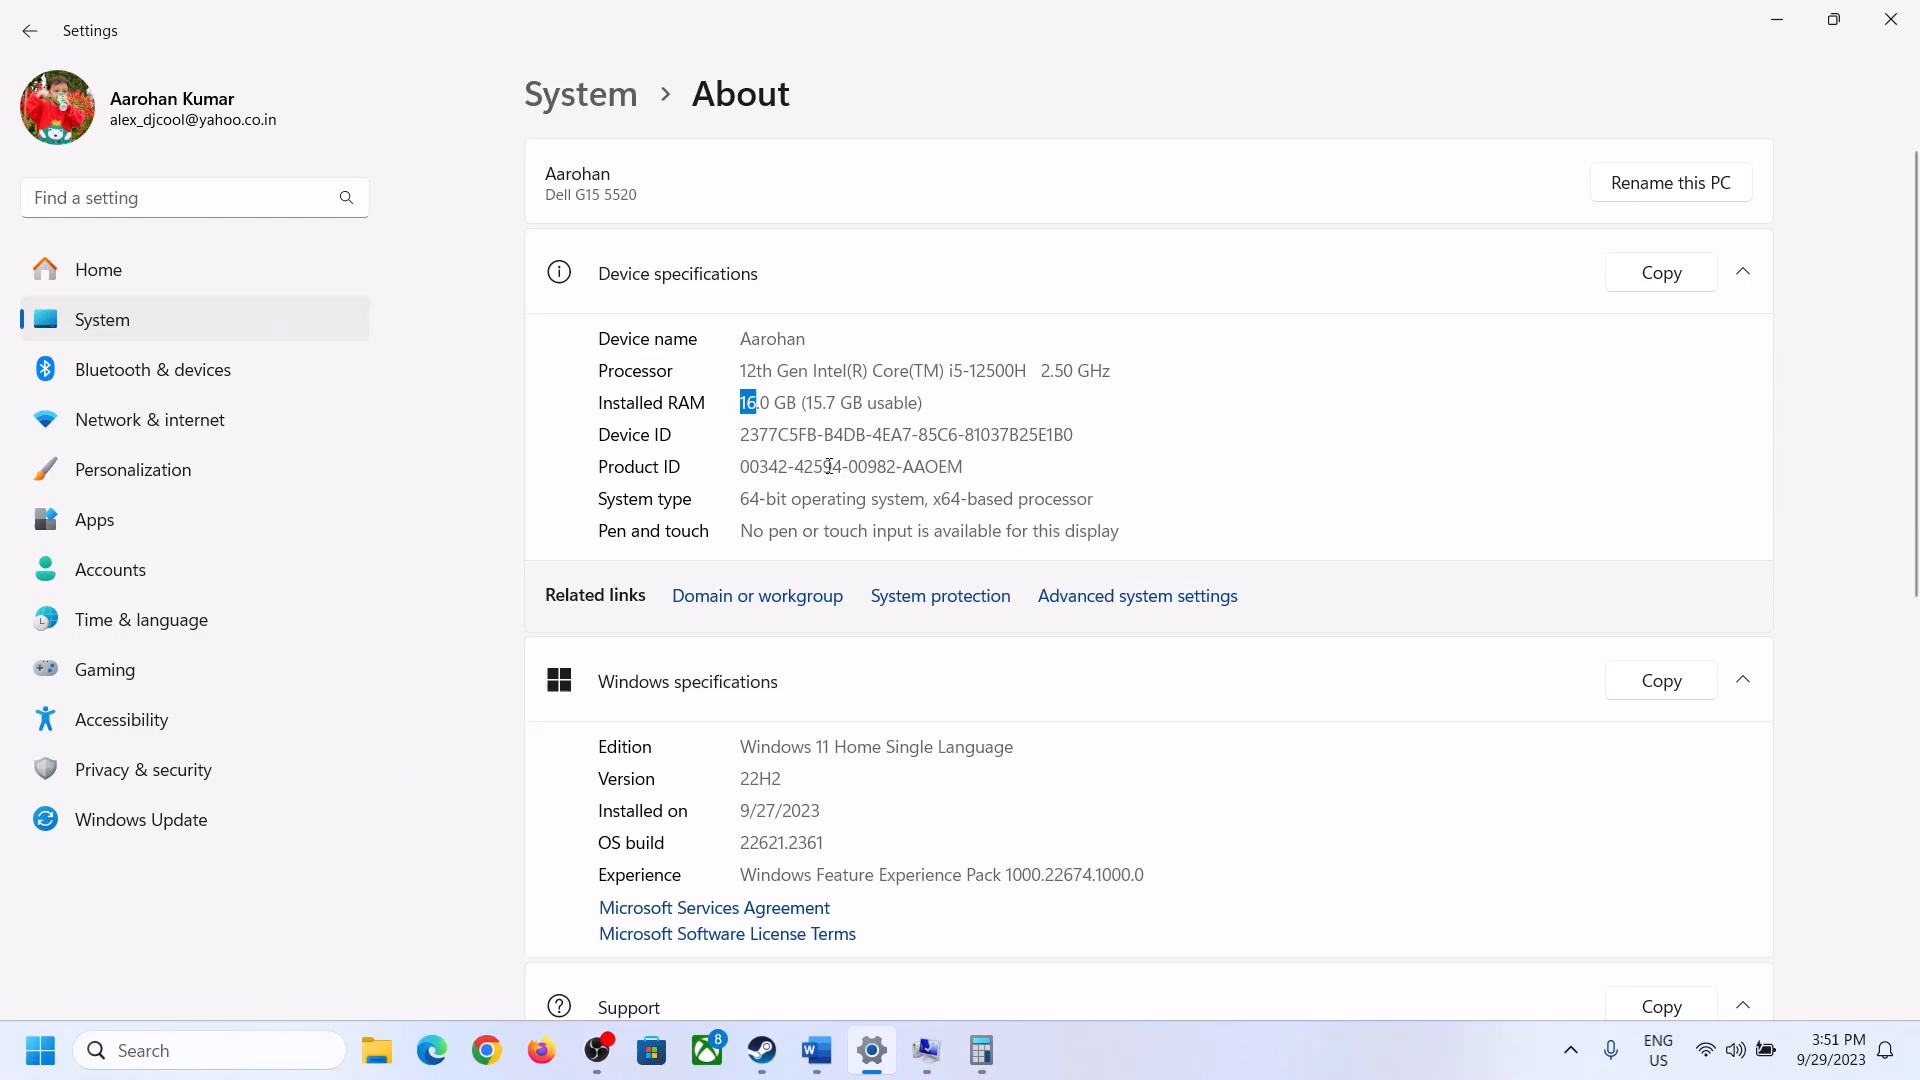 Settings
Aarohan Kumar
alex_djcool@yahoo.co.in
Find a setting
Home
System
Bluetooth & devices
Network & internet
Personalization
Apps
Accounts
Time & language
Gaming
Accessibility
Privacy & security
Windows Update
System > About
Aarohan
Dell G15 5520
Rename this PC
Device specifications
Copy
Device name Aarohan
Processor 12th Gen Intel(R) Core(TM) i5-12500H 2.50 GHz
Installed RAM 16.0 GB (15.7 GB usable)
Device ID 2377C5FB-B4DB-4EA7-85C6-81037B25E1B0
Product ID 00342-42594-00982-AAOEM
System type 64-bit operating system, x64-based processor
Pen and touch No pen or touch input is available for this display
Related links Domain or workgroup System protection Advanced system settings
Windows specifications
Copy
Edition Windows 11 Home Single Language
Version 22H2
Installed on 9/27/2023
OS build 22621.2361
Experience Windows Feature Experience Pack 1000.22674.1000.0
Microsoft Services Agreement
Microsoft Software License Terms
Support
Copy
Search
8
ENG
US
3:51 PM
9/29/2023